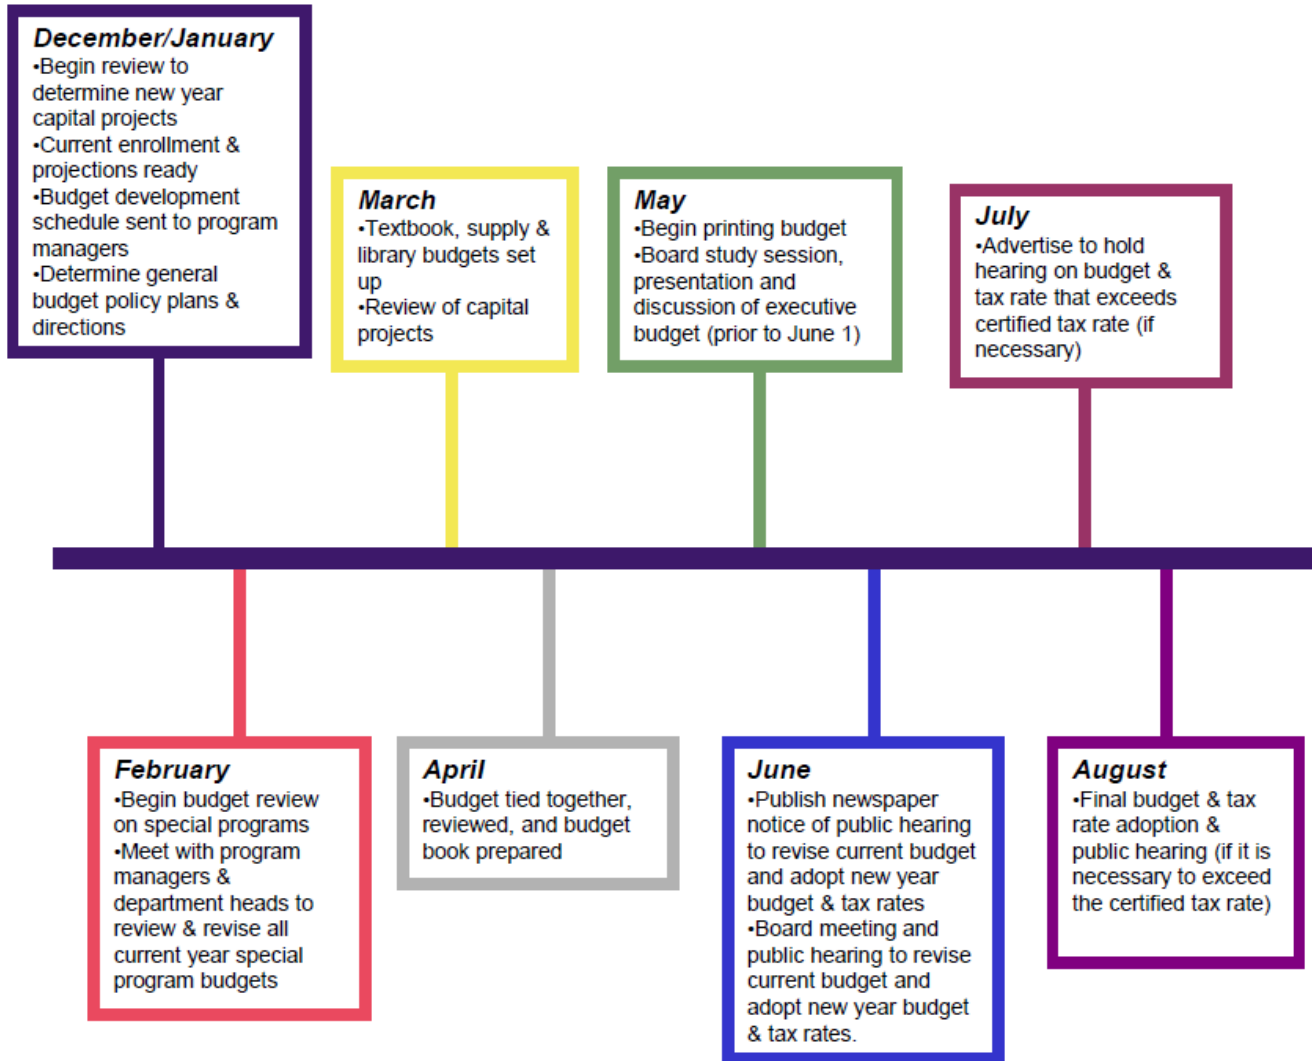 December/January
•Begin review to
determine new year
capital projects
•Current enrollment &
projections ready
•Budget development
schedule sent to program
managers
•Determine general
budget policy plans &
directions
February
•Begin budget review
on special programs
•Meet with program
managers &
department heads to
review & revise all
current year special
program budgets
March
•Textbook, supply &
library budgets set
up
•Review of capital
projects
April
•Budget tied together,
reviewed, and budget
book prepared
May
•Begin printing budget
•Board study session,
presentation and
discussion of executive
budget (prior to June 1)
June
•Publish newspaper
notice of public hearing
to revise current budget
and adopt new year
budget & tax rates
•Board meeting and
public hearing to revise
current budget and
adopt new year budget
& tax rates.
July
•Advertise to hold
hearing on budget &
tax rate that exceeds
certified tax rate (if
necessary)
August
•Final budget & tax
rate adoption &
public hearing (if it is
necessary to exceed
the certified tax rate)